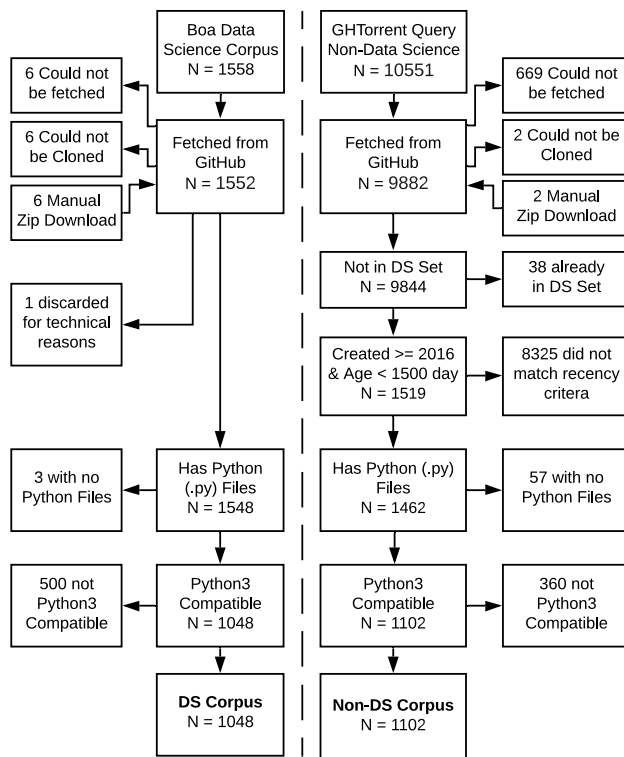 Boa Data
Science Corpus
N = 1558
6 Could not
be fetched
6 Could not
be Cloned
Fetched from
GitHub
N = 1552
6 Manual
Zip Download
1 discarded
for technical
reasons
3 with no
Python Files
Has Python
(.py) Files
N = 1548
500 not
Python3
Compatible
Python3
Compatible
N = 1048
DS Corpus
N = 1048
GHTorrent Query
Non-Data Science
N = 10551
669 Could not
be fetched
Fetched from
GitHub
N = 9882
2 Could not be
Cloned
2 Manual
Zip Download
Not in DS Set
N = 9844
38 already
in DS Set
Created >= 2016
& Age < 1500 day
N = 1519
8325 did not
match recency
critera
Has Python (.py)
Files
N = 1462
57 with no
Python Files
Python3
Compatible
N = 1102
360 not
Python3
Compatible
Non-DS Corpus
N = 1102